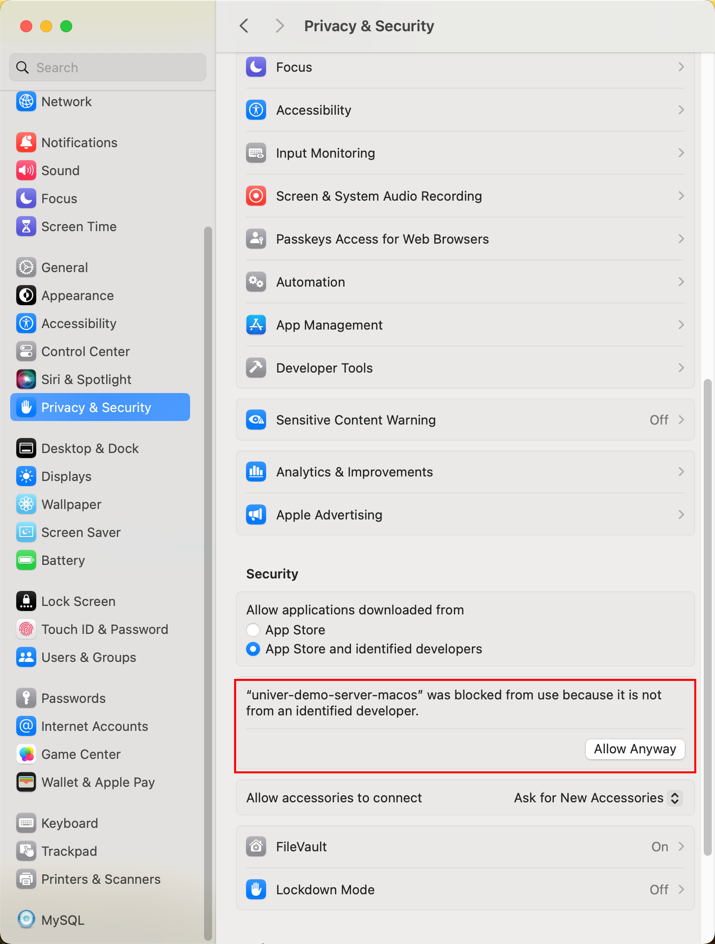 Privacy & Security
Search
Network
Notifications
Sound
Focus
Screen Time
General
Appearance
Accessibility
Control Center
Siri & Spotlight
Privacy & Security
Desktop & Dock
Displays
Wallpaper
Screen Saver
Battery
Lock Screen
Touch ID & Password
Users & Groups
Passwords
Internet Accounts
Game Center
Wallet & Apple Pay
Keyboard
Trackpad
Printers & Scanners
MySQL
Focus
Accessibility
Input Monitoring
Screen & System Audio Recording
Passkeys Access for Web Browsers
Automation
App Management
Developer Tools
Sensitive Content Warning Off
Analytics & Improvements
Apple Advertising
Security
Allow applications downloaded from
App Store
App Store and identified developers
“univer-demo-server-macos” was blocked from use because it is not
from an identified developer.
Allow Anyway
Allow accessories to connect Ask for New Accessories
FileVault On
Lockdown Mode Off